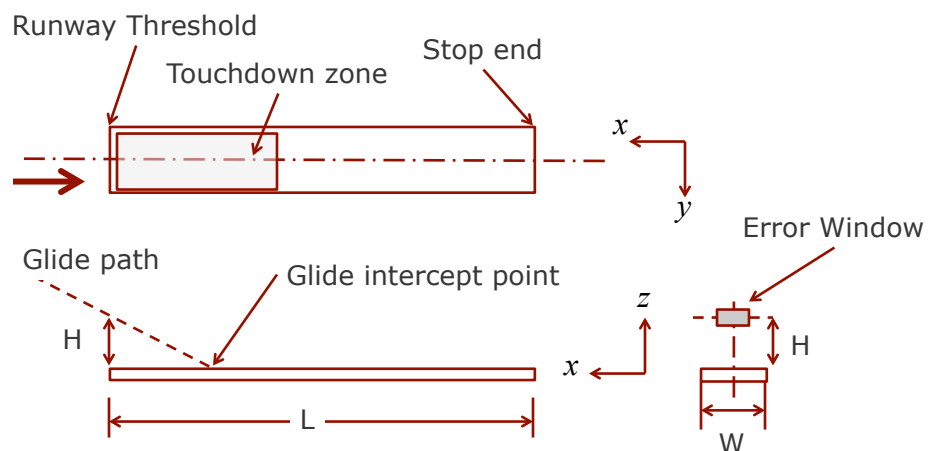 Runway Threshold
Stop end
Touchdown zone
x
y
Error Window
Glide path
Glide intercept point
z
H
H
x
L
W